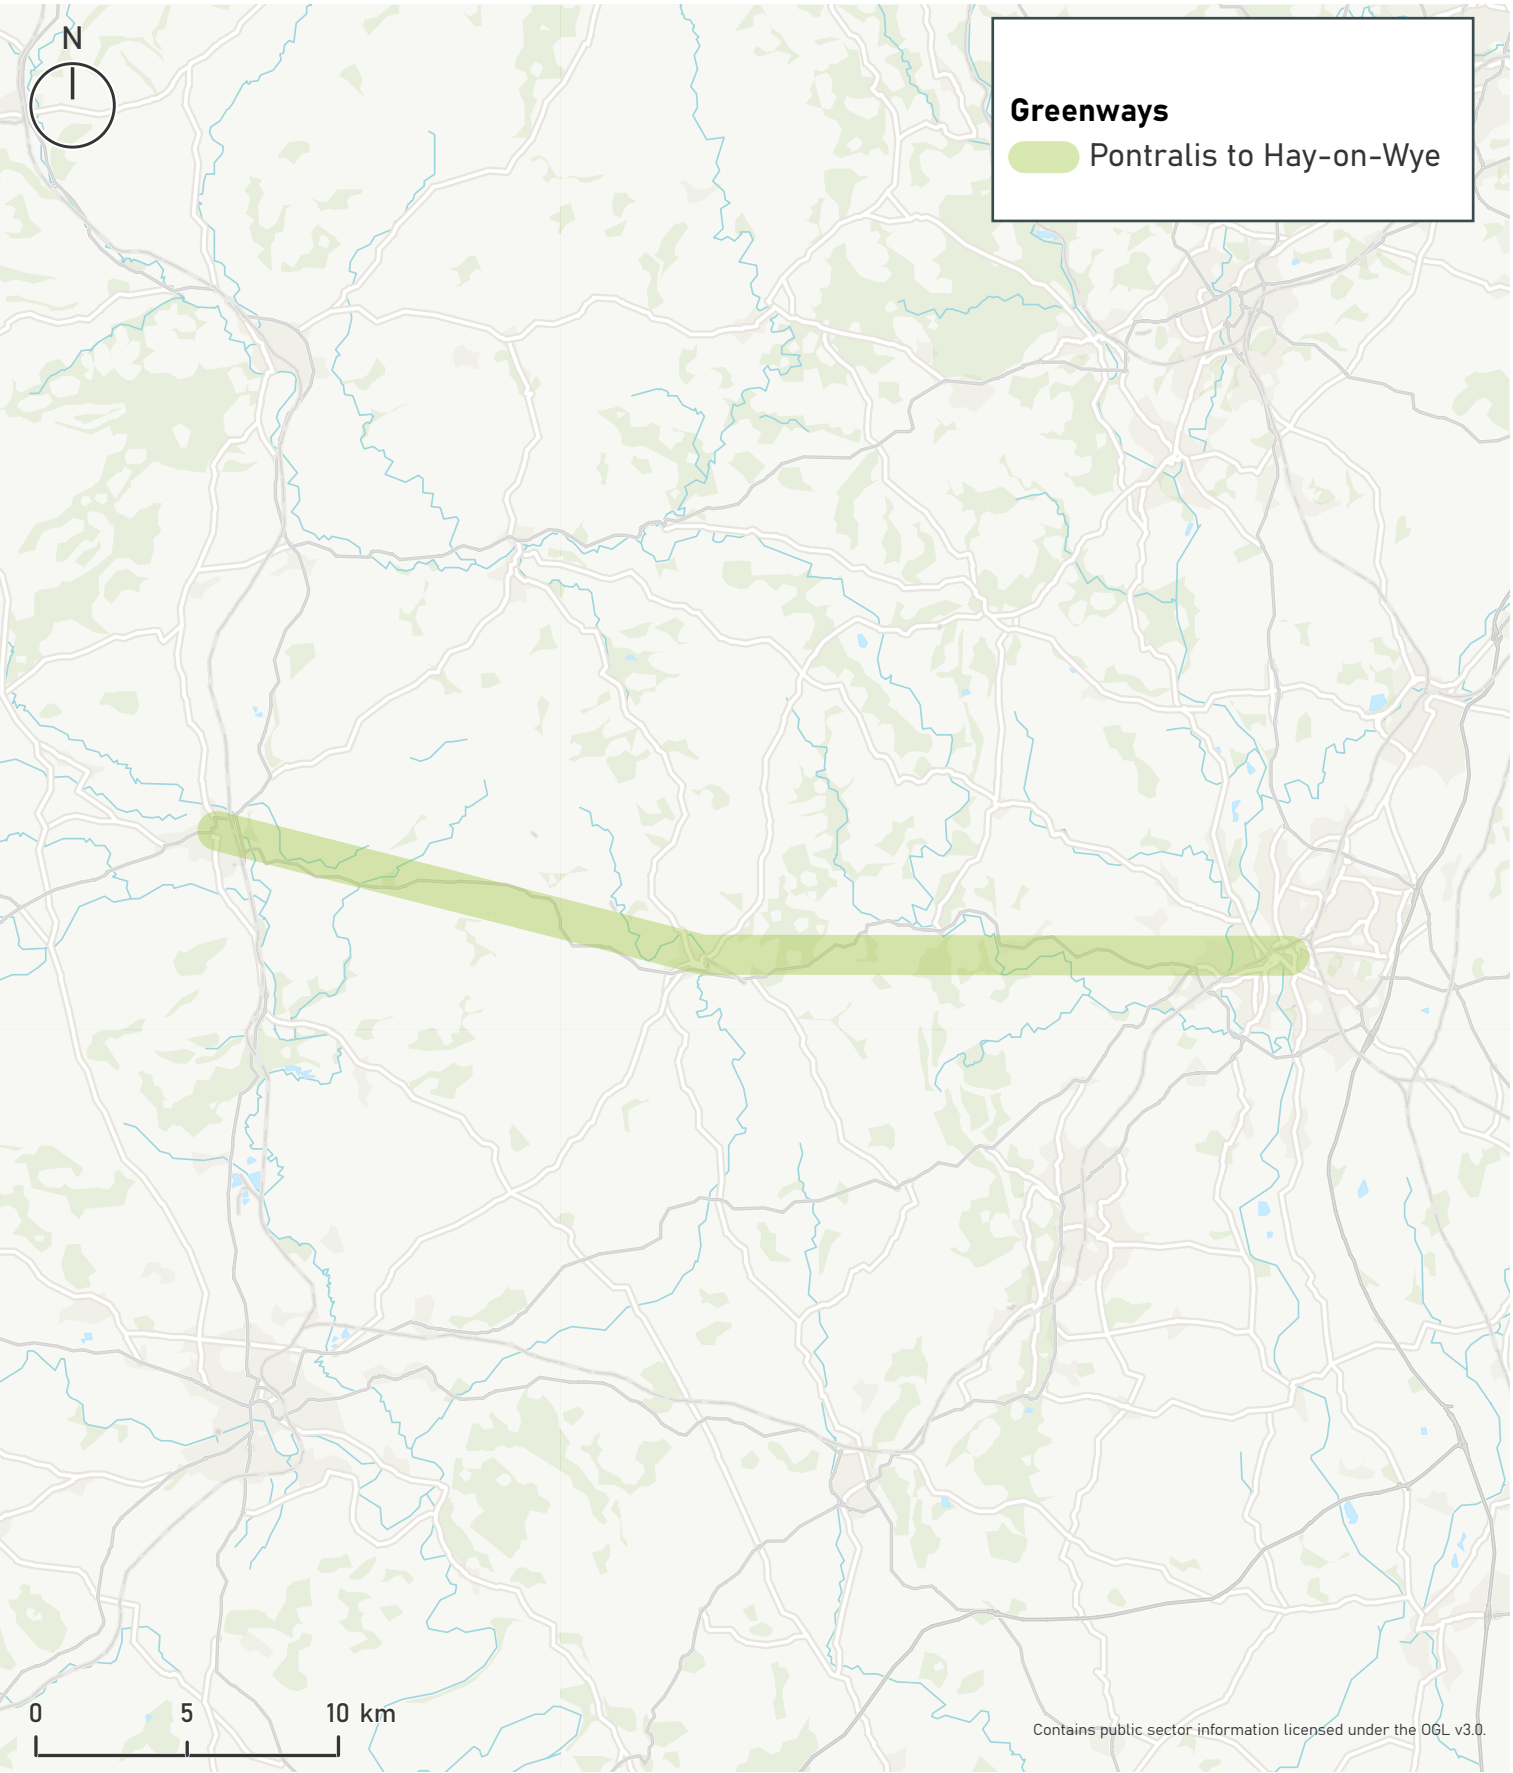 N
Greenways
Pontralis to Hay-on-Wye
0 5 10 km
Contains public sector information licensed under the OGL v3.0.